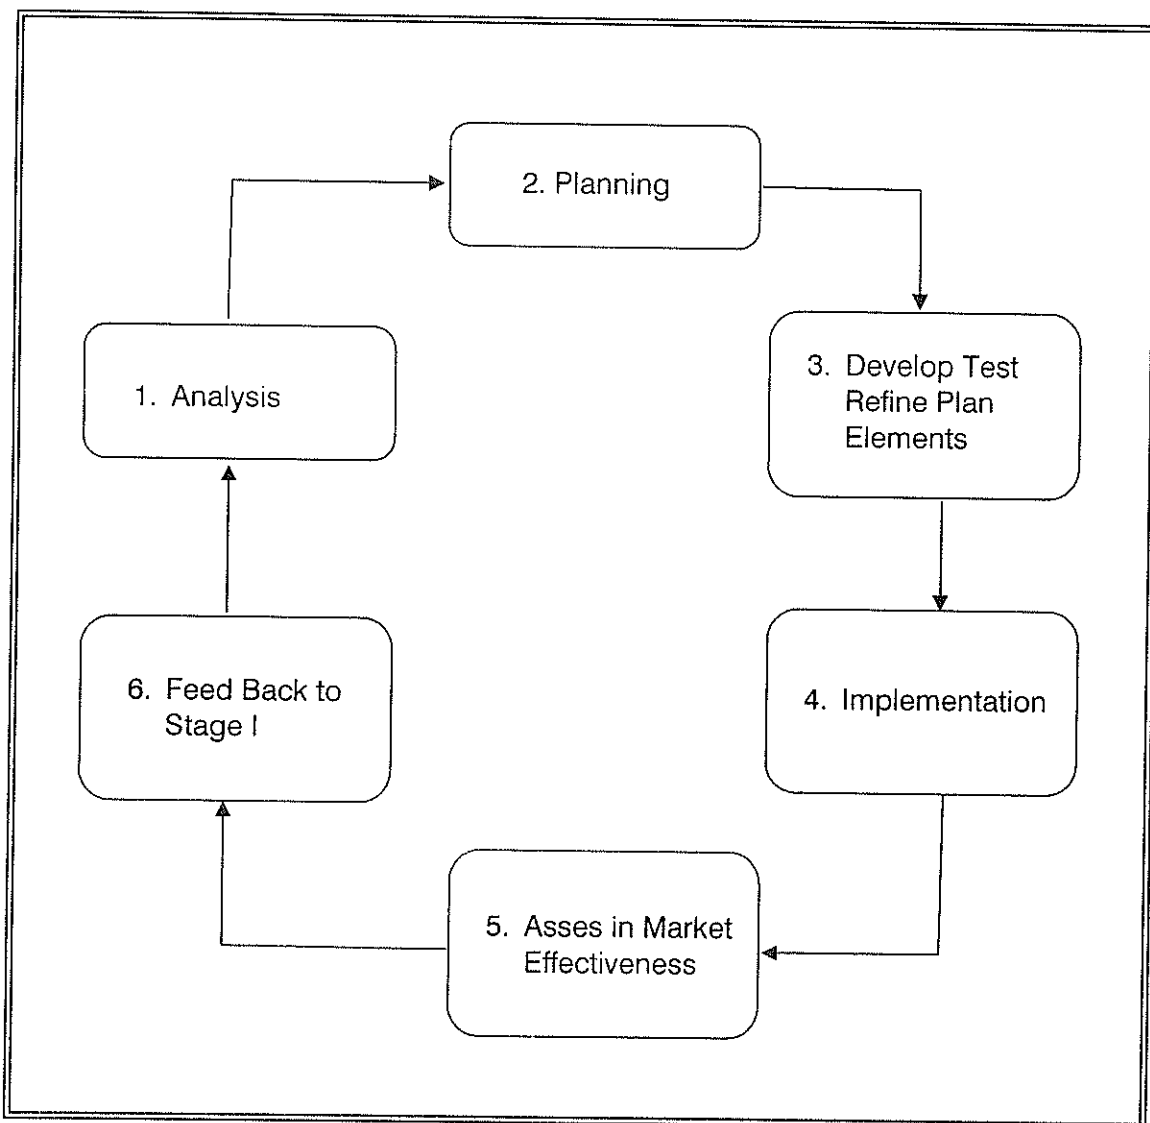 1. Analysis
2. Planning
3. Develop Test
Refine Plan
Elements
4. Implementation
5. Asses in Market
Effectiveness
6. Feed Back to
Stage I